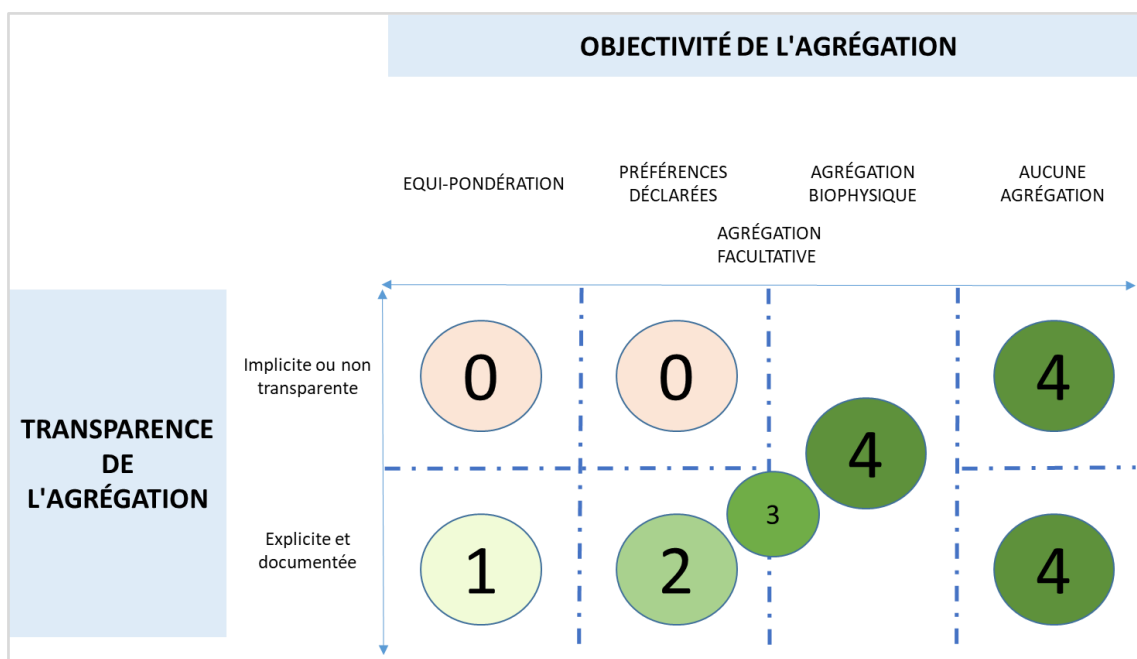 OBJECTIVITÉ DE L'AGRÉGATION
EQUI-PONDÉRATION
PRÉFÉRENCES
DÉCLARÉES
AGRÉGATION
BIOPHYSIQUE
AUCUNE
AGRÉGATION
AGRÉGATION
FACULTATIVE
TRANSPARENCE
DE
L'AGRÉGATION
Implicite ou non
transparente
0
0
4
4
Explicite et
documentée
1
2
3
4